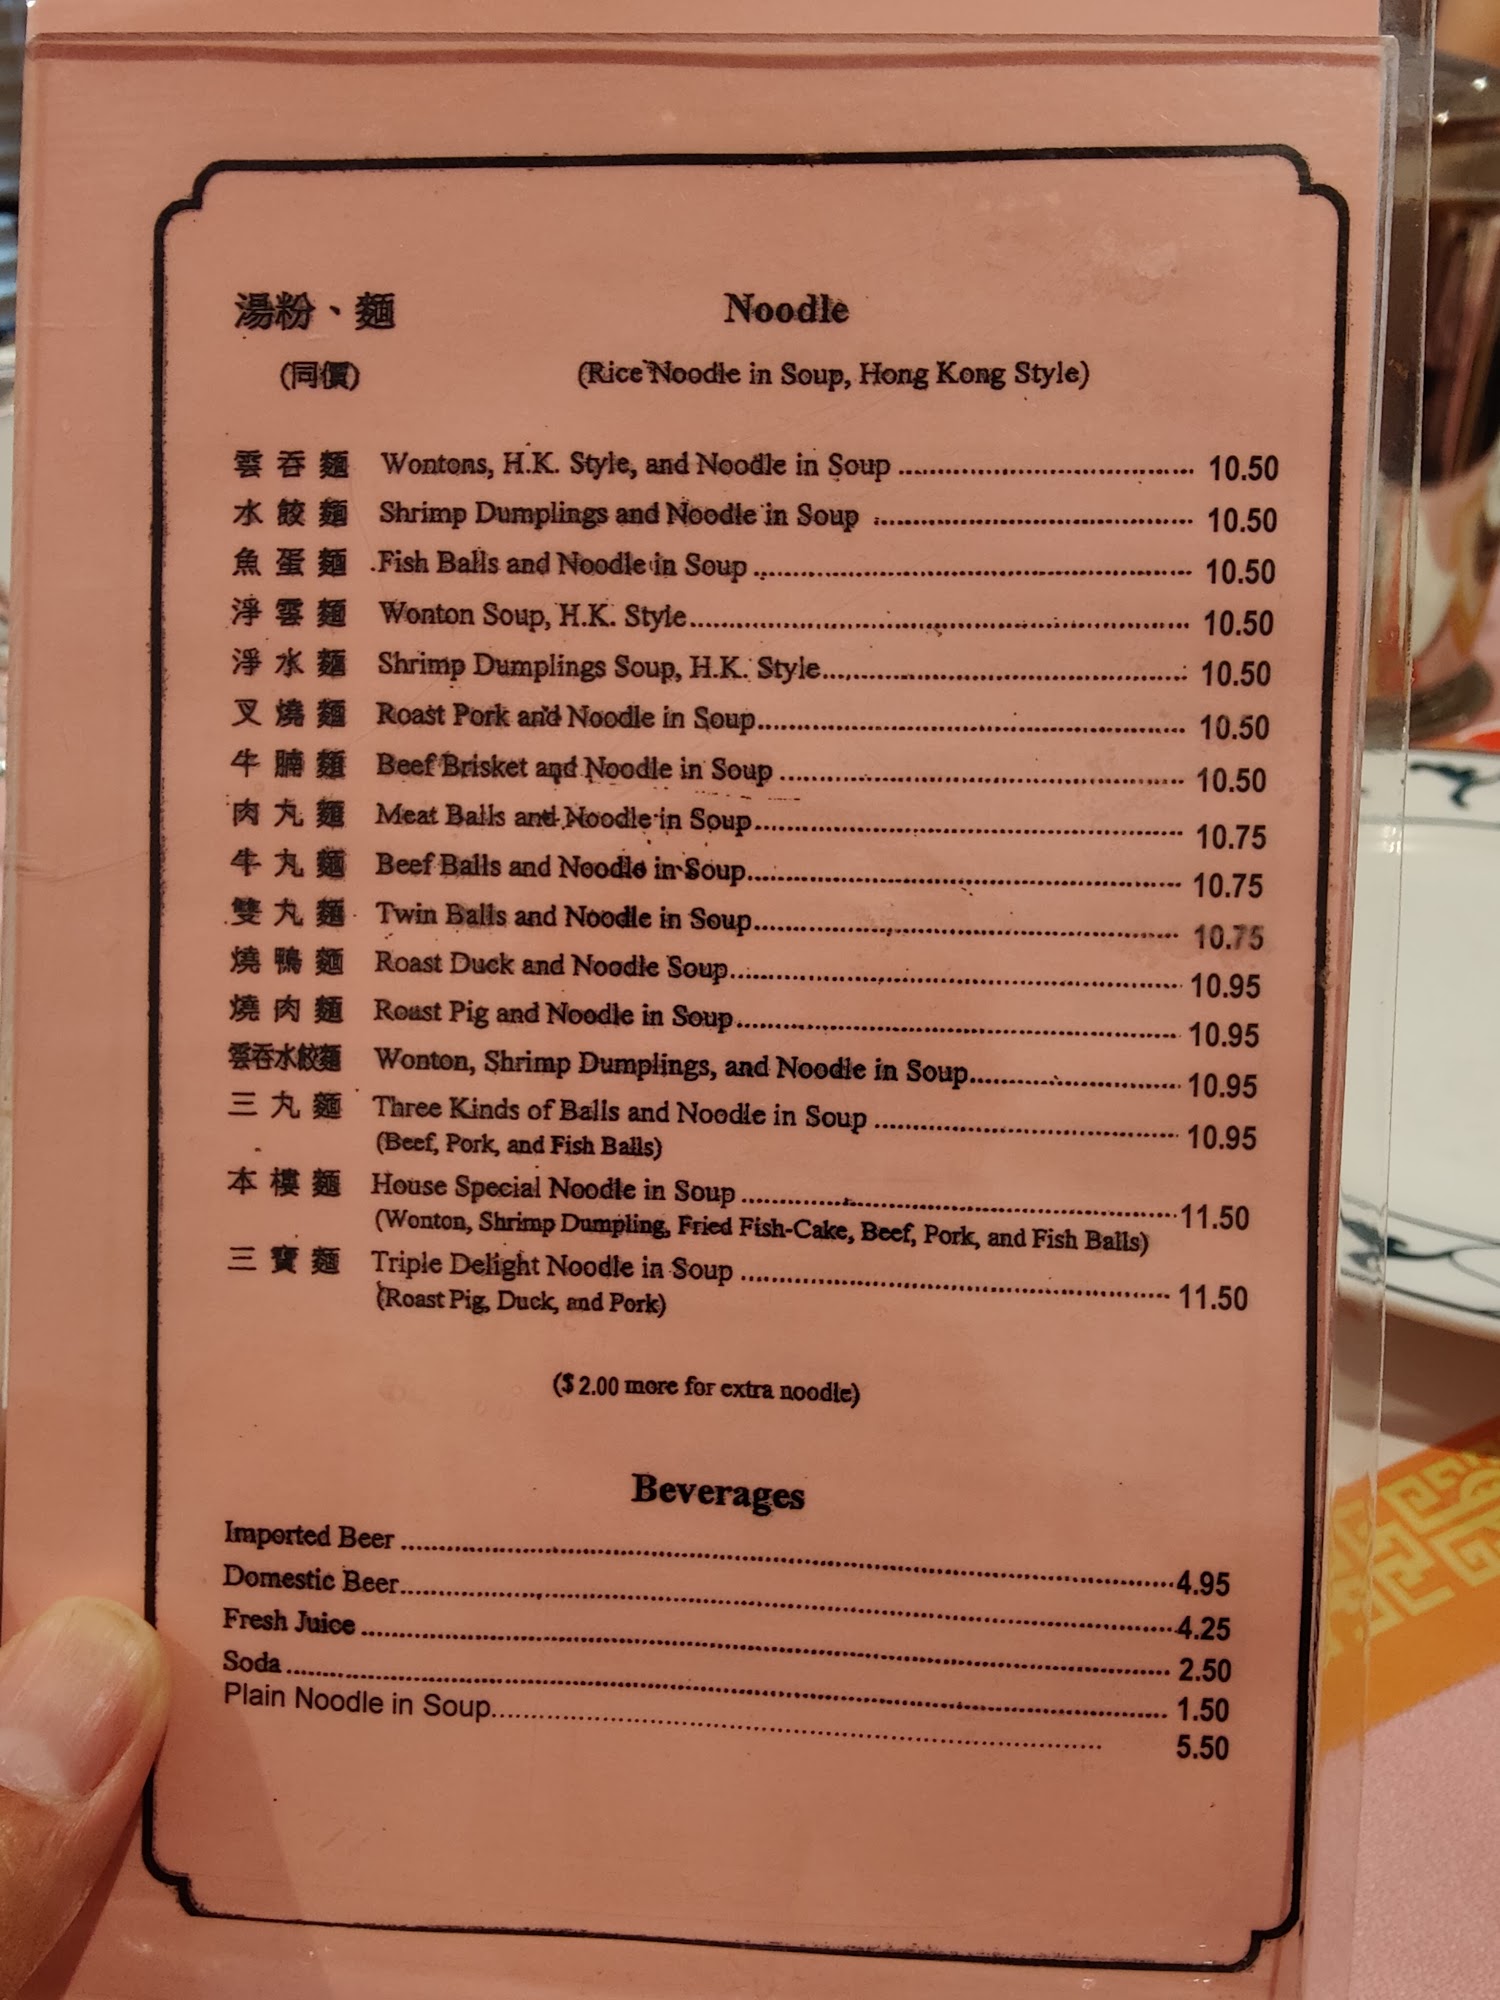 湯粉、麵 Noodle
(同價) (Rice Noodle in Soup, Hong Kong Style)
雲吞麵 Wontons, H.K. Style, and Noodle in Soup 10.50
水餃麵 Shrimp Dumplings and Noodle in Soup 10.50
魚蛋麵 Fish Balls and Noodle in Soup 10.50
淨雲麵 Wonton Soup, H.K. Style 10.50
淨水麵 Shrimp Dumplings Soup, H.K. Style 10.50
叉燒麵 Roast Pork and Noodle in Soup 10.50
牛腩麵 Beef Brisket and Noodle in Soup 10.50
肉丸麵 Meat Balls and Noodle in Soup 10.75
牛丸麵 Beef Balls and Noodle in Soup 10.75
雙丸麵 Twin Balls and Noodle in Soup 10.75
燒鴨麵 Roast Duck and Noodle Soup 10.95
燒肉麵 Roast Pig and Noodle in Soup 10.95
雲吞水餃麵 Wonton, Shrimp Dumplings, and Noodle in Soup 10.95
三丸麵 Three Kinds of Balls and Noodle in Soup 10.95
(Beef, Pork, and Fish Balls)
本樓麵 House Special Noodle in Soup 11.50
(Wonton, Shrimp Dumpling, Fried Fish-Cake, Beef, Pork, and Fish Balls)
三寶麵 Triple Delight Noodle in Soup 11.50
(Roast Pig, Duck, and Pork)
($ 2.00 more for extra noodle)
Beverages
Imported Beer 4.95
Domestic Beer 4.25
Fresh Juice 2.50
Soda 1.50
Plain Noodle in Soup 5.50